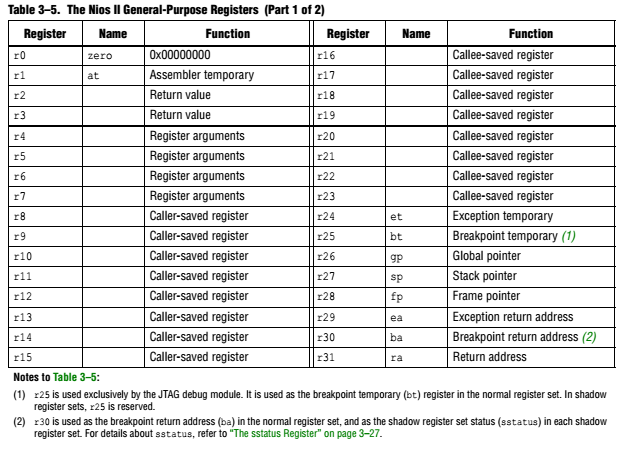 Table 3–5. The Nios II General-Purpose Registers (Part 1 of 2)
Register Name Function Register Name Function
r0 zero 0x00000000 r16 Callee-saved register
r1 at Assembler temporary r17 Callee-saved register
r2 Return value r18 Callee-saved register
r3 Return value r19 Callee-saved register
r4 Register arguments r20 Callee-saved register
r5 Register arguments r21 Callee-saved register
r6 Register arguments r22 Callee-saved register
r7 Register arguments r23 Callee-saved register
r8 Caller-saved register r24 et Exception temporary
r9 Caller-saved register r25 bt Breakpoint temporary (1)
r10 Caller-saved register r26 gp Global pointer
r11 Caller-saved register r27 sp Stack pointer
r12 Caller-saved register r28 fp Frame pointer
r13 Caller-saved register r29 ea Exception return address
r14 Caller-saved register r30 ba Breakpoint return address (2)
r15 Caller-saved register r31 ra Return address
Notes to Table 3–5:
(1) r25 is used exclusively by the JTAG debug module. It is used as the breakpoint temporary (bt) register in the normal register set. In shadow
register sets, r25 is reserved.
(2) r30 is used as the breakpoint return address (ba) in the normal register set, and as the shadow register set status (sstatus) in each shadow
register set. For details about sstatus, refer to “The sstatus Register” on page 3–27.